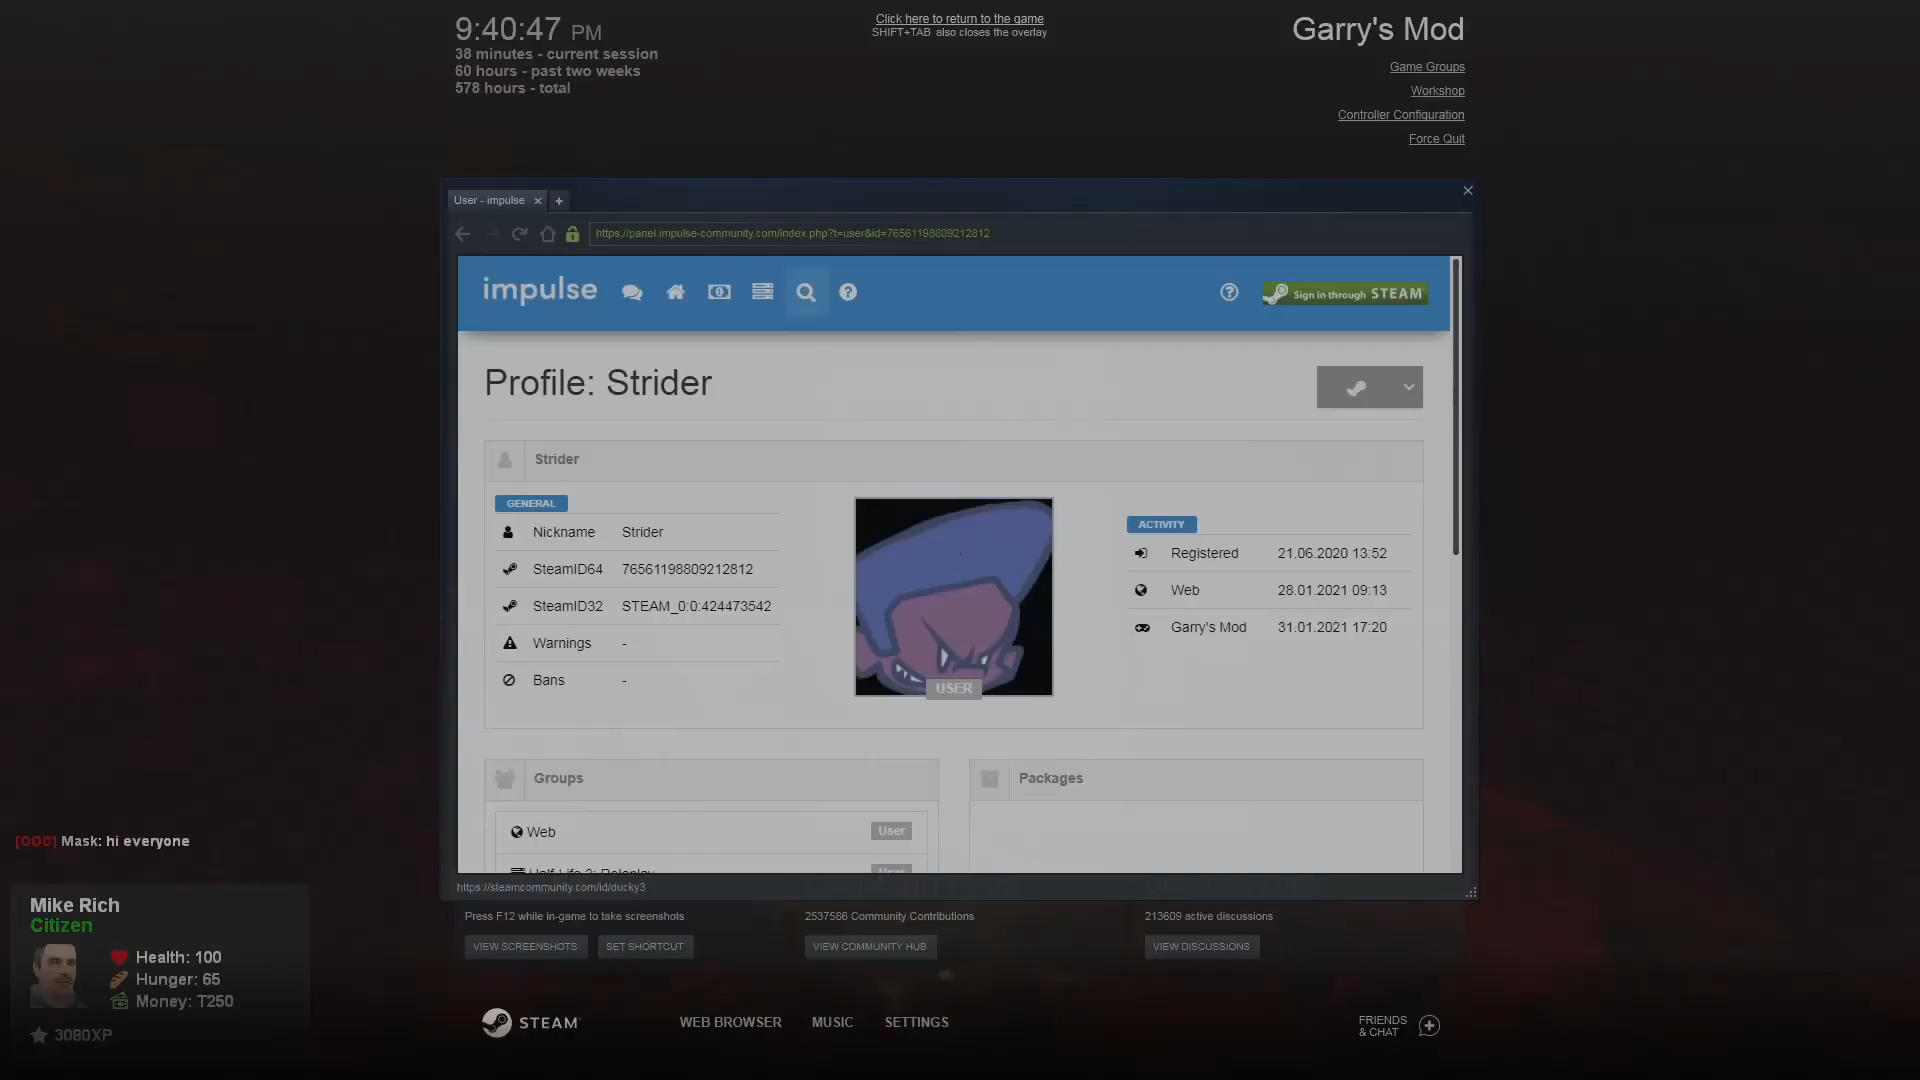 9:40:47 PM
38 minutes - current session
60 hours - past two weeks
578 hours - total
Click here to return to the game
SHIFT+TAB also closes the overlay
Garry's Mod
Game Groups
Workshop
Controller Configuration
Force Quit
User - impulse
https://panel.impulse-community.com/index.php?t=user&id=76561198809212812
impulse
Sign in through STEAM
Profile: Strider
Strider
GENERAL
Nickname Strider
SteamID64 76561198809212812
SteamID32 STEAM_0:0:424473542
Warnings -
Bans -
USER
ACTIVITY
Registered 21.06.2020 13:52
Web 28.01.2021 09:13
Garry's Mod 31.01.2021 17:20
Groups
Web User
Half-Life 2: Roleplay User
Packages
https://steamcommunity.com/id/ducky3
Press F12 while in-game to take screenshots.
VIEW SCREENSHOTS SET SHORTCUT
2537586 Community Contributions
VIEW COMMUNITY HUB
213609 active discussions
VIEW DISCUSSIONS
[OOC] Mask: hi everyone
Mike Rich
Citizen
Health: 100
Hunger: 65
Money: T250
3080XP
STEAM
WEB BROWSER MUSIC SETTINGS
FRIENDS
& CHAT